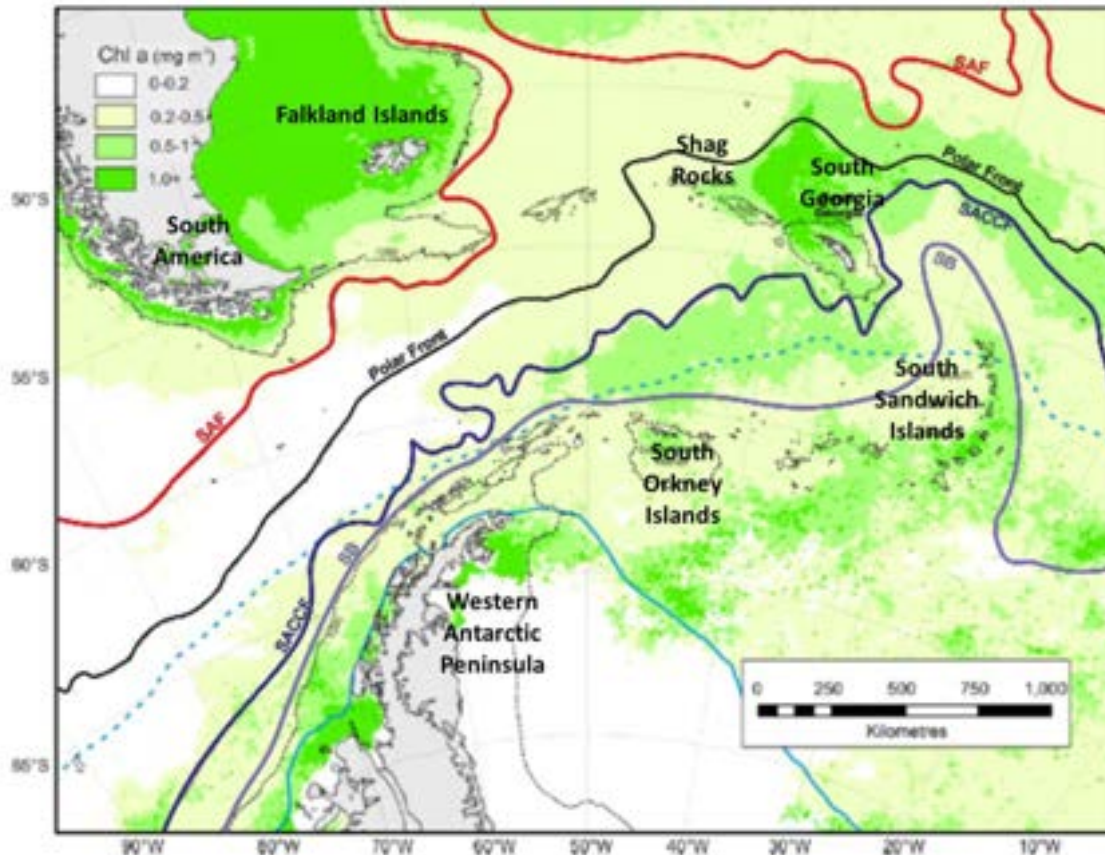 Chl a (mg m⁻³)
0-0.2
0.2-0.5
0.5-1
1.0+
Falkland Islands
SAF
Shag
Rocks
South
Georgia
Polar Front
SACCF
South
America
SB
Polar Front
SAF
South
Sandwich
Islands
South
Orkney
Islands
SB
SACCF
Western
Antarctic
Peninsula
0 250 500 750 1,000
Kilometres
50°S
55°S
60°S
65°S
90°W 80°W 70°W 60°W 50°W 40°W 30°W 20°W 10°W